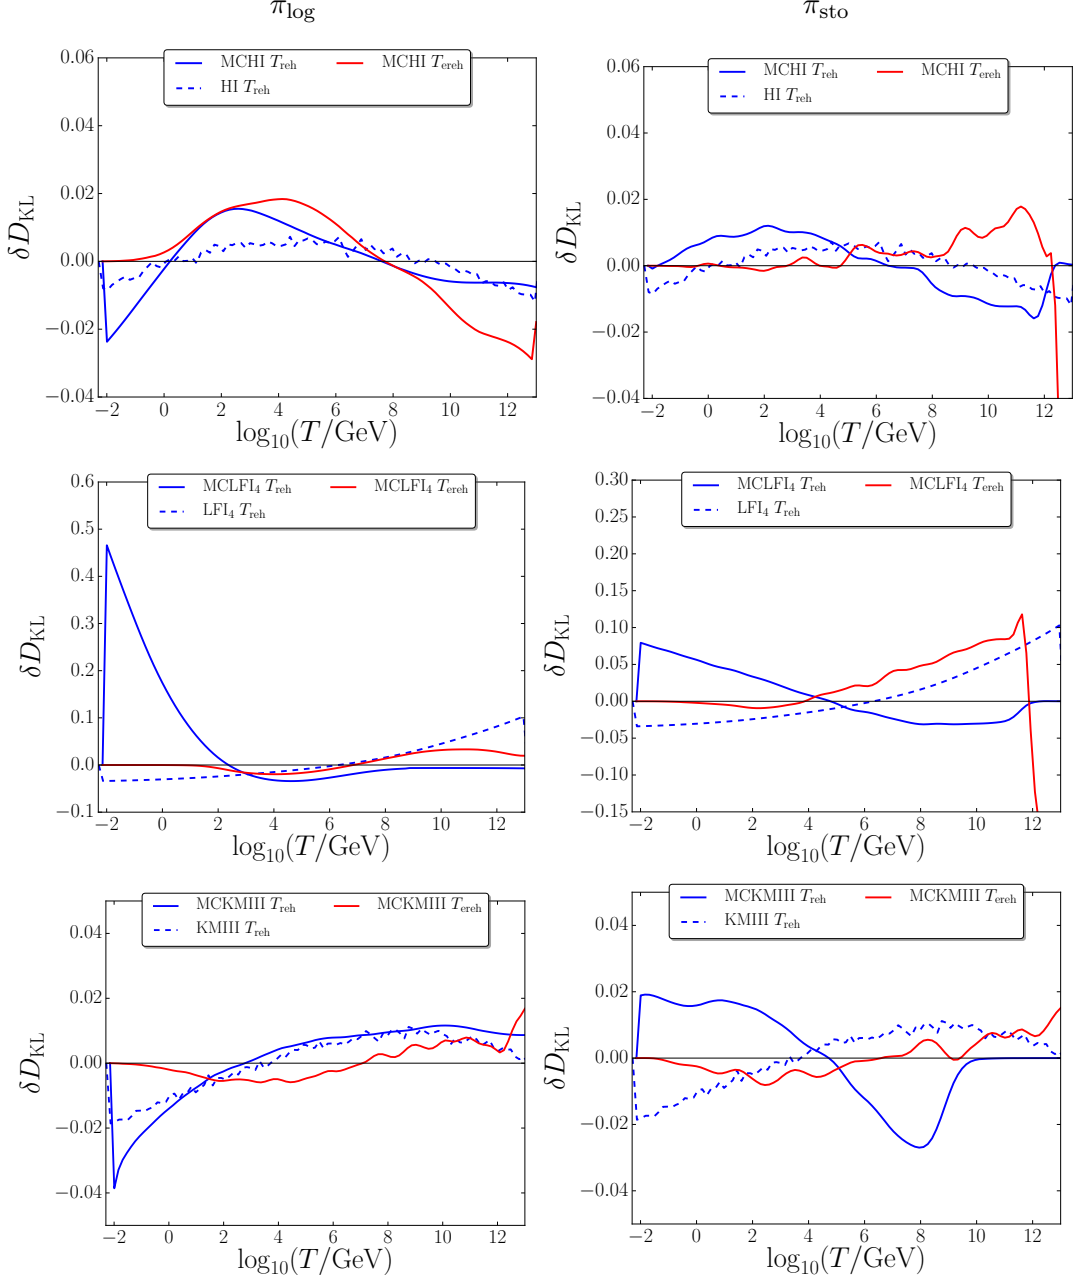 π_log π_sto
MCHI T_reh MCHI T_ereh
HI T_reh
0.06
0.04
0.02
0.00
−0.02
−0.04
δD_KL
−2 0 2 4 6 8 10 12
log₁₀(T/GeV)
MCHI T_reh MCHI T_ereh
HI T_reh
0.06
0.04
0.02
0.00
−0.02
−0.04
δD_KL
−2 0 2 4 6 8 10 12
log₁₀(T/GeV)
MCLFI₄ T_reh MCLFI₄ T_ereh
LFI₄ T_reh
0.6
0.5
0.4
0.3
0.2
0.1
0.0
−0.1
δD_KL
−2 0 2 4 6 8 10 12
log₁₀(T/GeV)
MCLFI₄ T_reh MCLFI₄ T_ereh
LFI₄ T_reh
0.30
0.25
0.20
0.15
0.10
0.05
0.00
−0.05
−0.10
−0.15
δD_KL
−2 0 2 4 6 8 10 12
log₁₀(T/GeV)
MCKMIII T_reh MCKMIII T_ereh
KMIII T_reh
0.04
0.02
0.00
−0.02
−0.04
δD_KL
−2 0 2 4 6 8 10 12
log₁₀(T/GeV)
MCKMIII T_reh MCKMIII T_ereh
KMIII T_reh
0.04
0.02
0.00
−0.02
−0.04
δD_KL
−2 0 2 4 6 8 10 12
log₁₀(T/GeV)